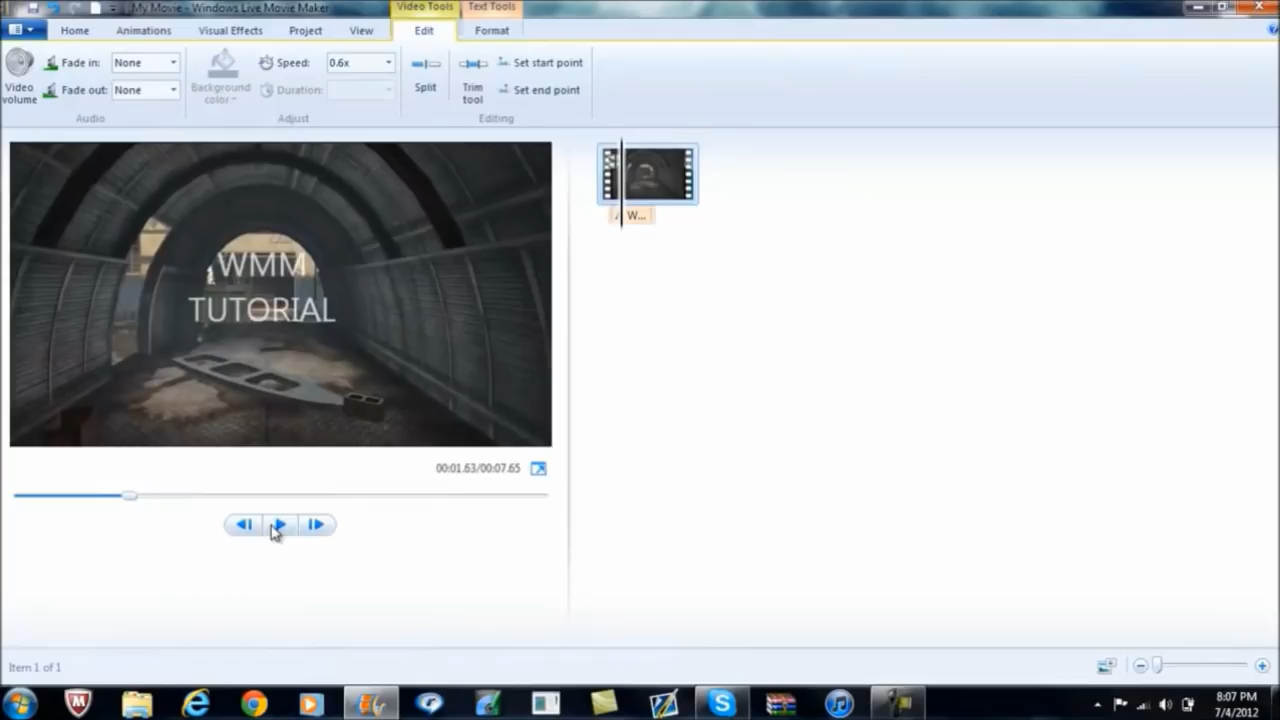 My Movie - Windows Live Movie Maker
Video Tools
Text Tools
Home
Animations
Visual Effects
Project
View
Edit
Format
Video
volume
Fade in:
None
Fade out:
None
Audio
Background
color
Speed:
0.6x
Duration:
Adjust
Split
Trim
tool
Set start point
Set end point
Editing
WMM
TUTORIAL
W...
00:01.63/00:07.65
Item 1 of 1
8:07 PM
7/4/2012